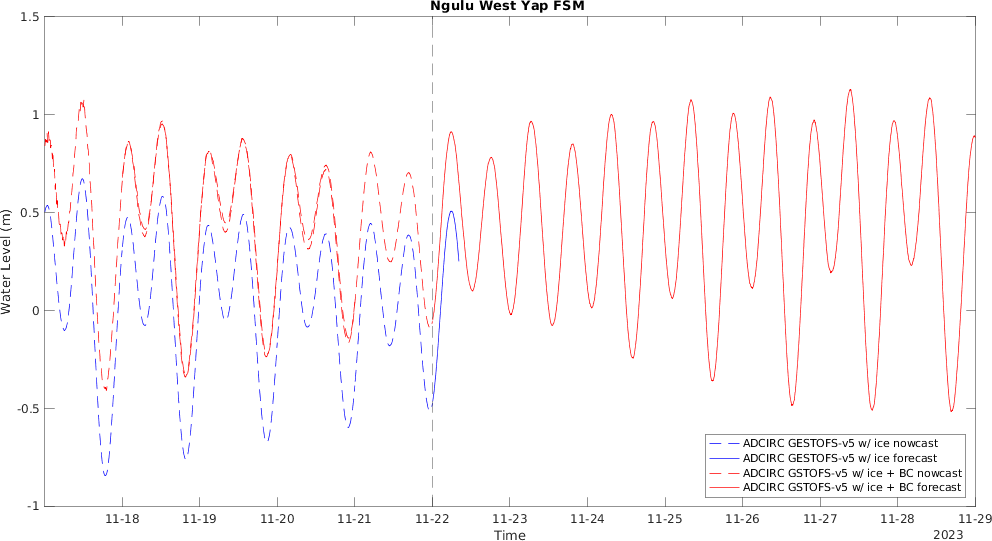 Ngulu West Yap FSM
1.5
1
0.5
0
-0.5
-1
Water Level (m)
11-18
11-19
11-20
11-21
11-22
11-23
11-24
11-25
11-26
11-27
11-28
11-29
Time
2023
ADCIRC GESTOFS-v5 w/ ice nowcast
ADCIRC GESTOFS-v5 w/ ice forecast
ADCIRC GSTOFS-v5 w/ ice + BC nowcast
ADCIRC GSTOFS-v5 w/ ice + BC forecast